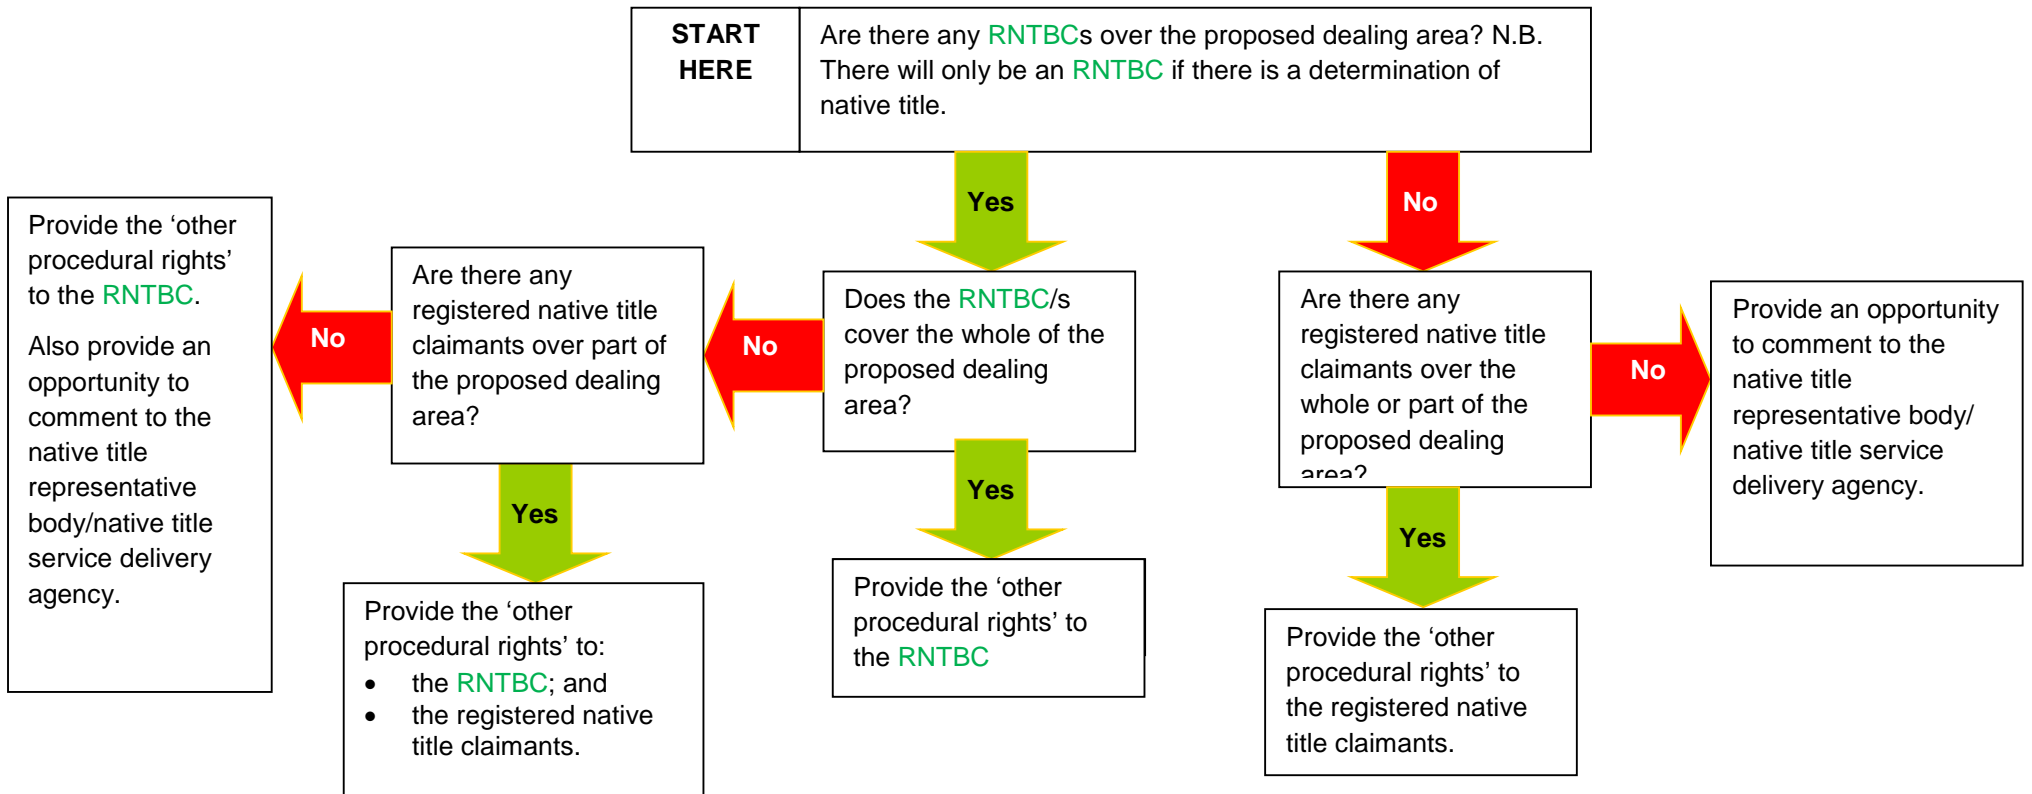 START
HERE
Are there any RNTBCs over the proposed dealing area? N.B.
There will only be an RNTBC if there is a determination of
native title.
Yes
No
Provide the ‘other
procedural rights’
to the RNTBC.
Also provide an
opportunity to
comment to the
native title
representative
body/native title
service delivery
agency.
No
Are there any
registered native title
claimants over part of
the proposed dealing
area?
No
Does the RNTBC/s
cover the whole of the
proposed dealing
area?
Are there any
registered native title
claimants over the
whole or part of the
proposed dealing
area?
No
Provide an opportunity
to comment to the
native title
representative body/
native title service
delivery agency.
Yes
Yes
Yes
Provide the ‘other
procedural rights’ to:
• the RNTBC; and
• the registered native
title claimants.
Provide the ‘other
procedural rights’ to
the RNTBC
Provide the ‘other
procedural rights’ to
the registered native
title claimants.